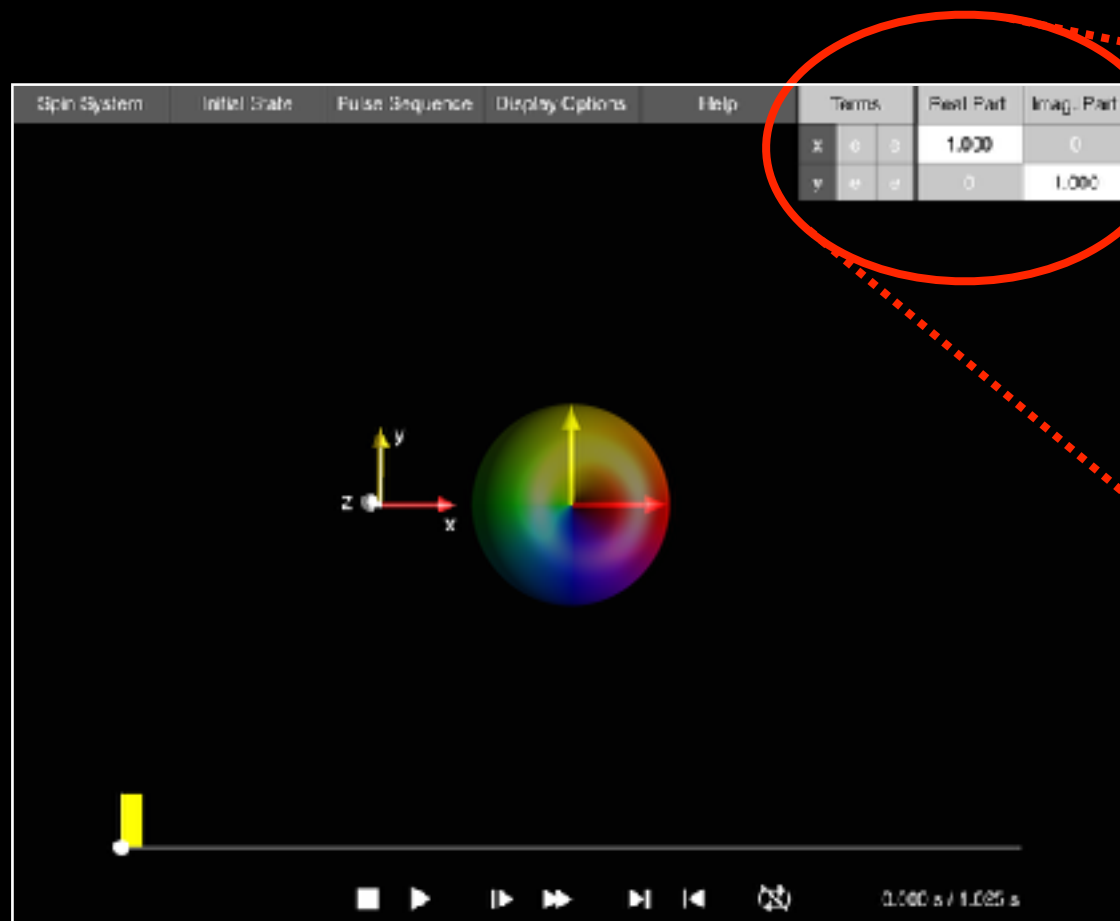 Spin System Initial State Pulse Sequence Display Options Help Terms Real Part Imag. Part
x 1.000 0
y 0 1.000
y
z
x
0.000 s / 1.025 s